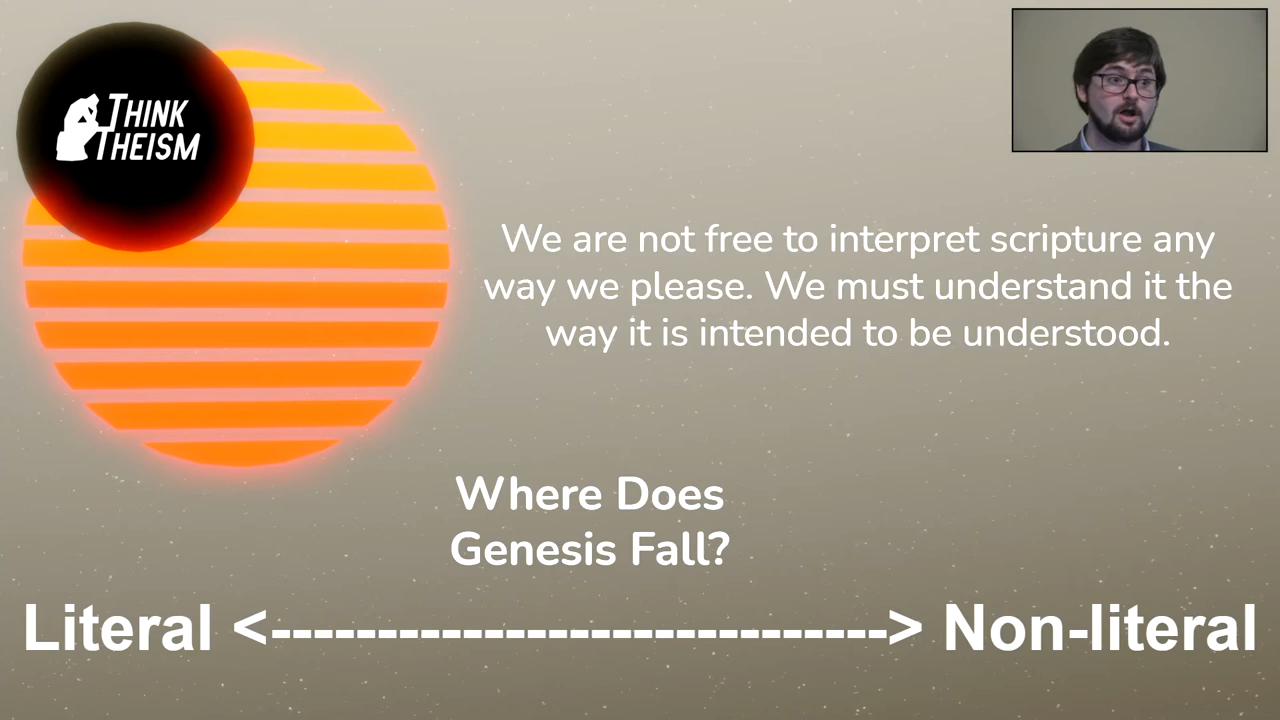 THINK
THEISM
We are not free to interpret scripture any
way we please. We must understand it the
way it is intended to be understood.
Where Does
Genesis Fall?
Literal <-----------------------------> Non-literal